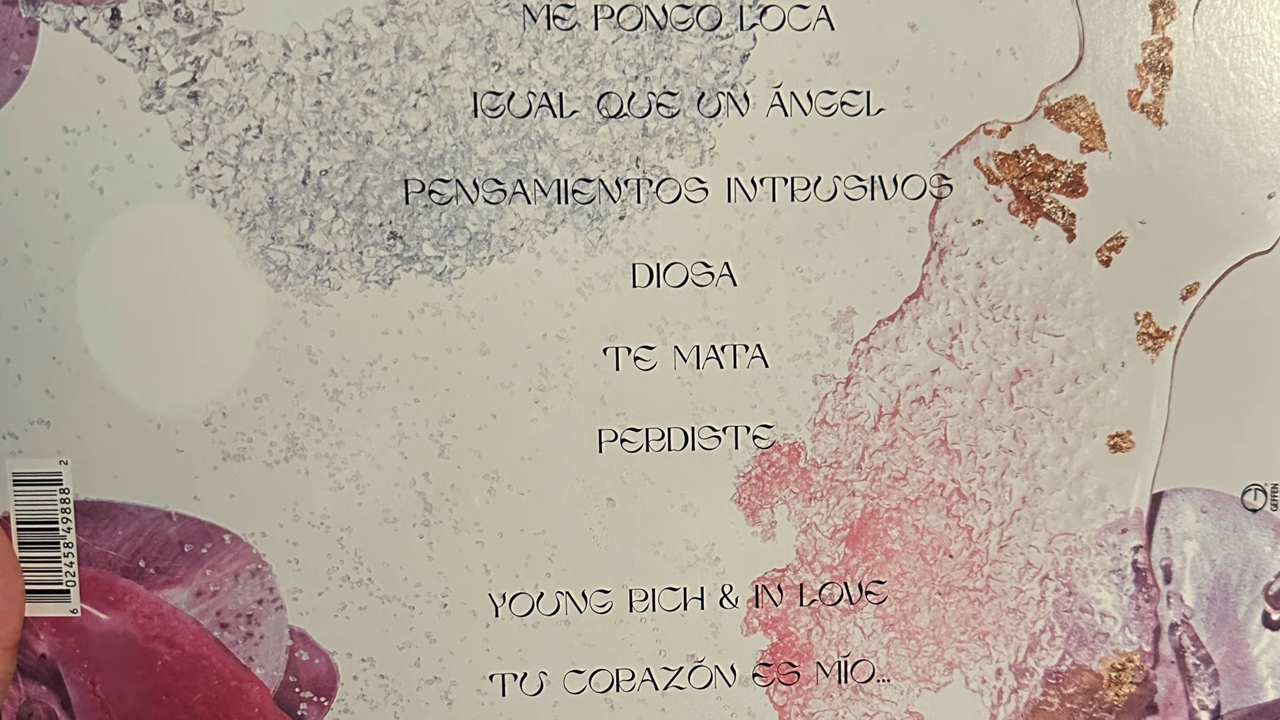 ME PONGO LOCA
IGUAL QUE UN ÁNGEL
PENSAMIENTOS INTRUSIVOS
DIOSA
TE MATA
PERDISTE
YOUNG RICH & IN LOVE
TU CORAZÓN ES MÍO...
6 02458 49888 2
GEFFEN